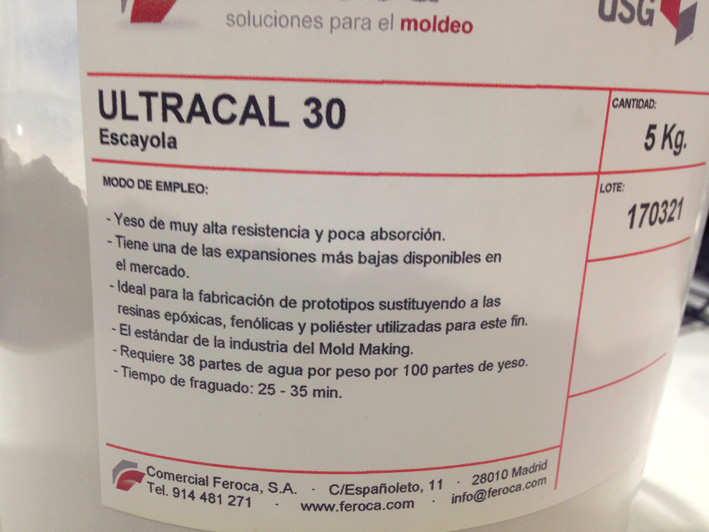 soluciones para el moldeo
USG
ULTRACAL 30
Escayola
CANTIDAD:
5 Kg.
LOTE:
170321
MODO DE EMPLEO:
- Yeso de muy alta resistencia y poca absorción.
- Tiene una de las expansiones más bajas disponibles en
el mercado.
- Ideal para la fabricación de prototipos sustituyendo a las
resinas epóxicas, fenólicas y poliéster utilizadas para este fin.
- El estándar de la industria del Mold Making.
- Requiere 38 partes de agua por peso por 100 partes de yeso.
- Tiempo de fraguado: 25 - 35 min.
Comercial Feroca, S.A. · C/Españoleto, 11 · 28010 Madrid
Tel. 914 481 271 · www.feroca.com · info@feroca.com